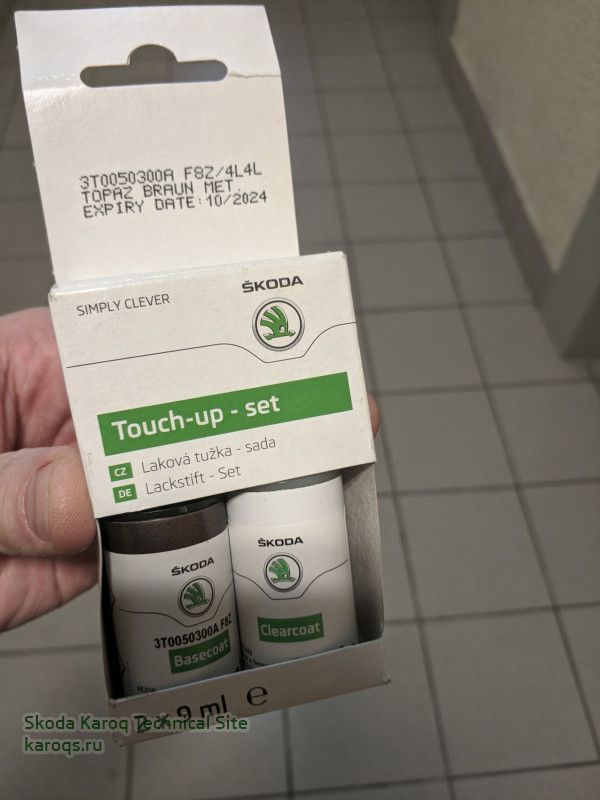 3T0050300A F8Z/4L4L
TOPAZ BRAUN MET.
EXPIRY DATE:10/2024
SIMPLY CLEVER
ŠKODA
Touch-up - set
CZ Laková tužka - sada
DE Lackstift - Set
ŠKODA
3T0050300A F8Z
Basecoat
ŠKODA
Clearcoat
2 x 9 ml e
Skoda Karoq Technical Site
karoqs.ru